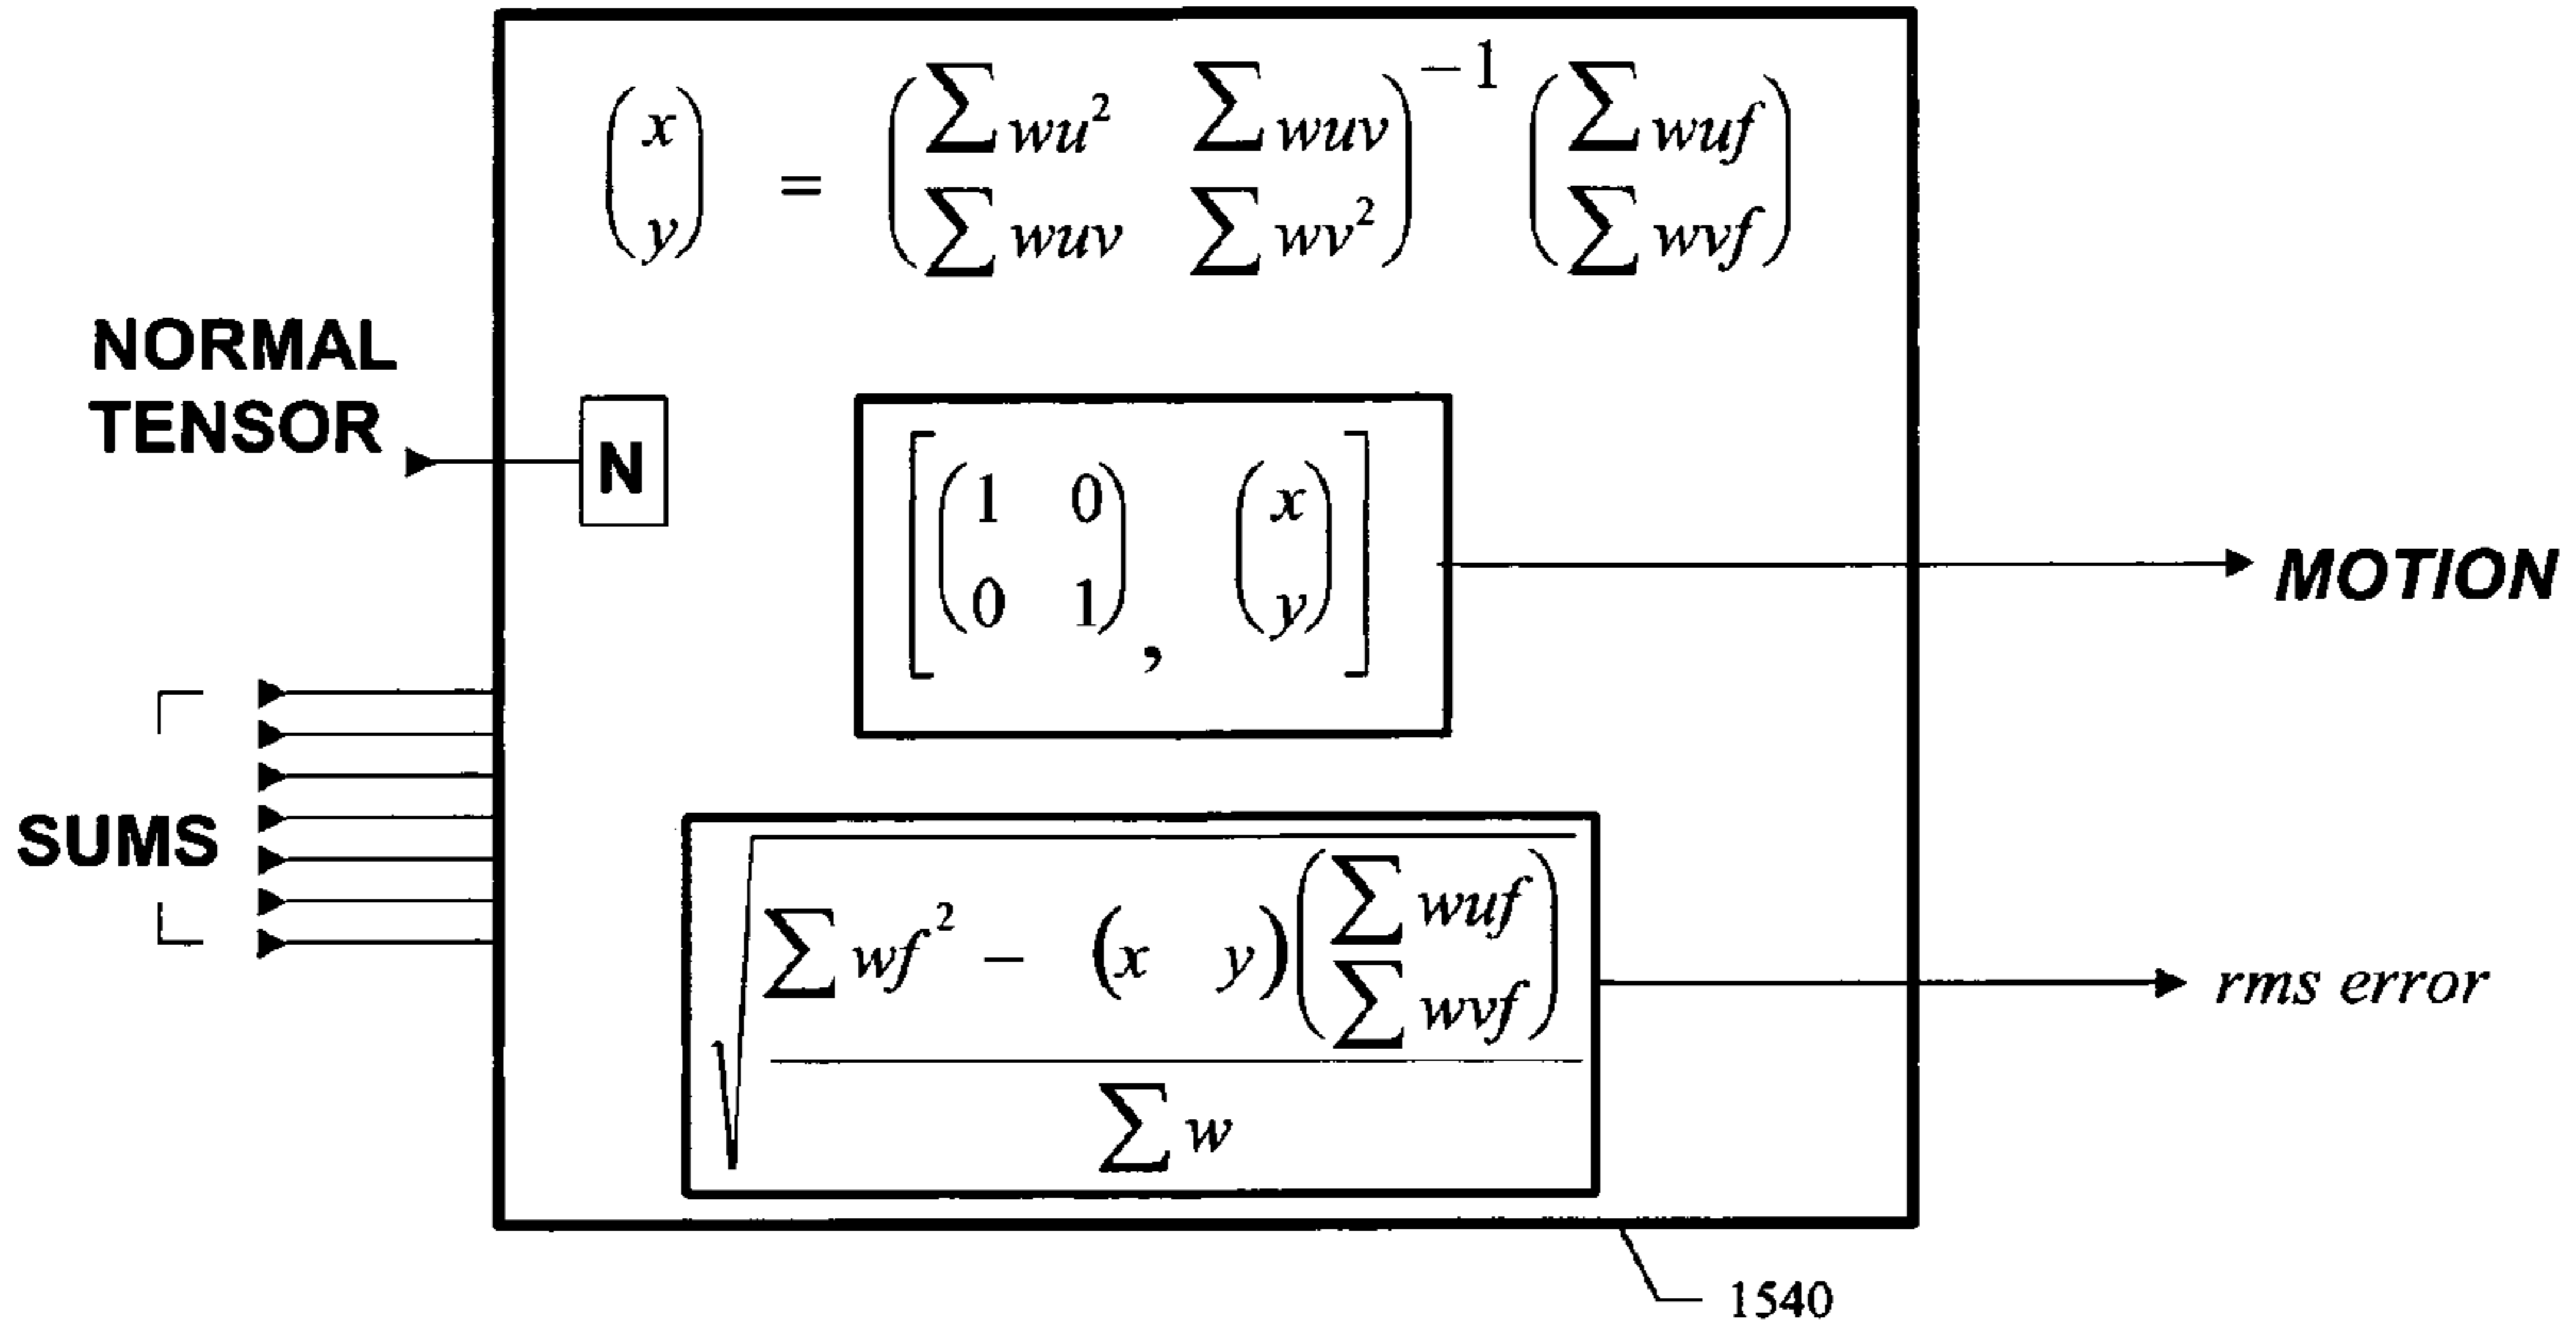 (x y) = (∑wu² ∑wuv ∑wuv ∑wv²)⁻¹ (∑wuf ∑wvf)
NORMAL
TENSOR
N
[(1 0 0 1), (x y)]
MOTION
SUMS
√ ∑wf² − (x y)(∑wuf ∑wvf)
∑w
rms error
1540